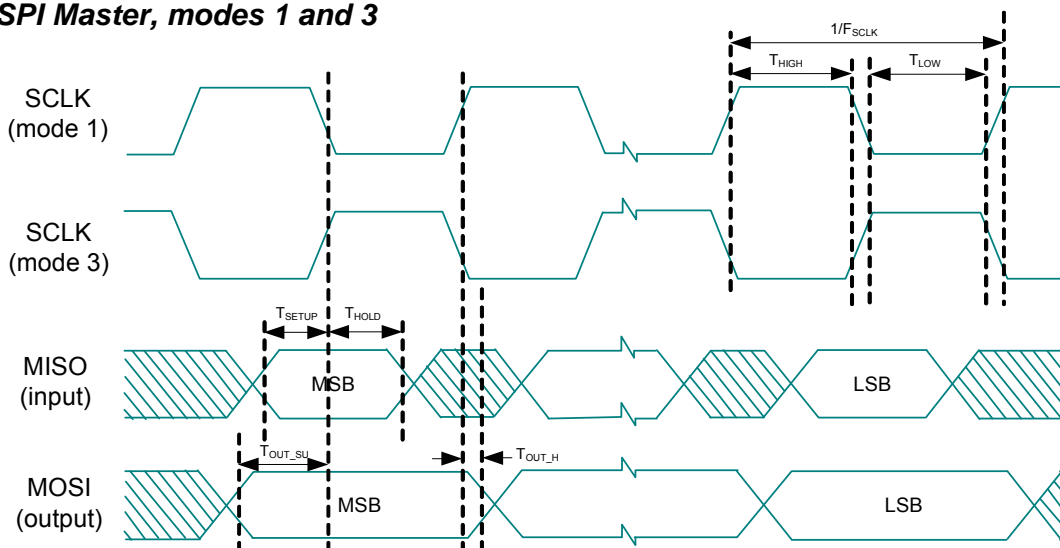 SPI Master, modes 1 and 3
1/FSCLK
THIGH TLOW
SCLK
(mode 1)
SCLK
(mode 3)
TSETUP THOLD
MISO
(input)
MSB LSB
TOUT_SU TOUT_H
MOSI
(output)
MSB LSB